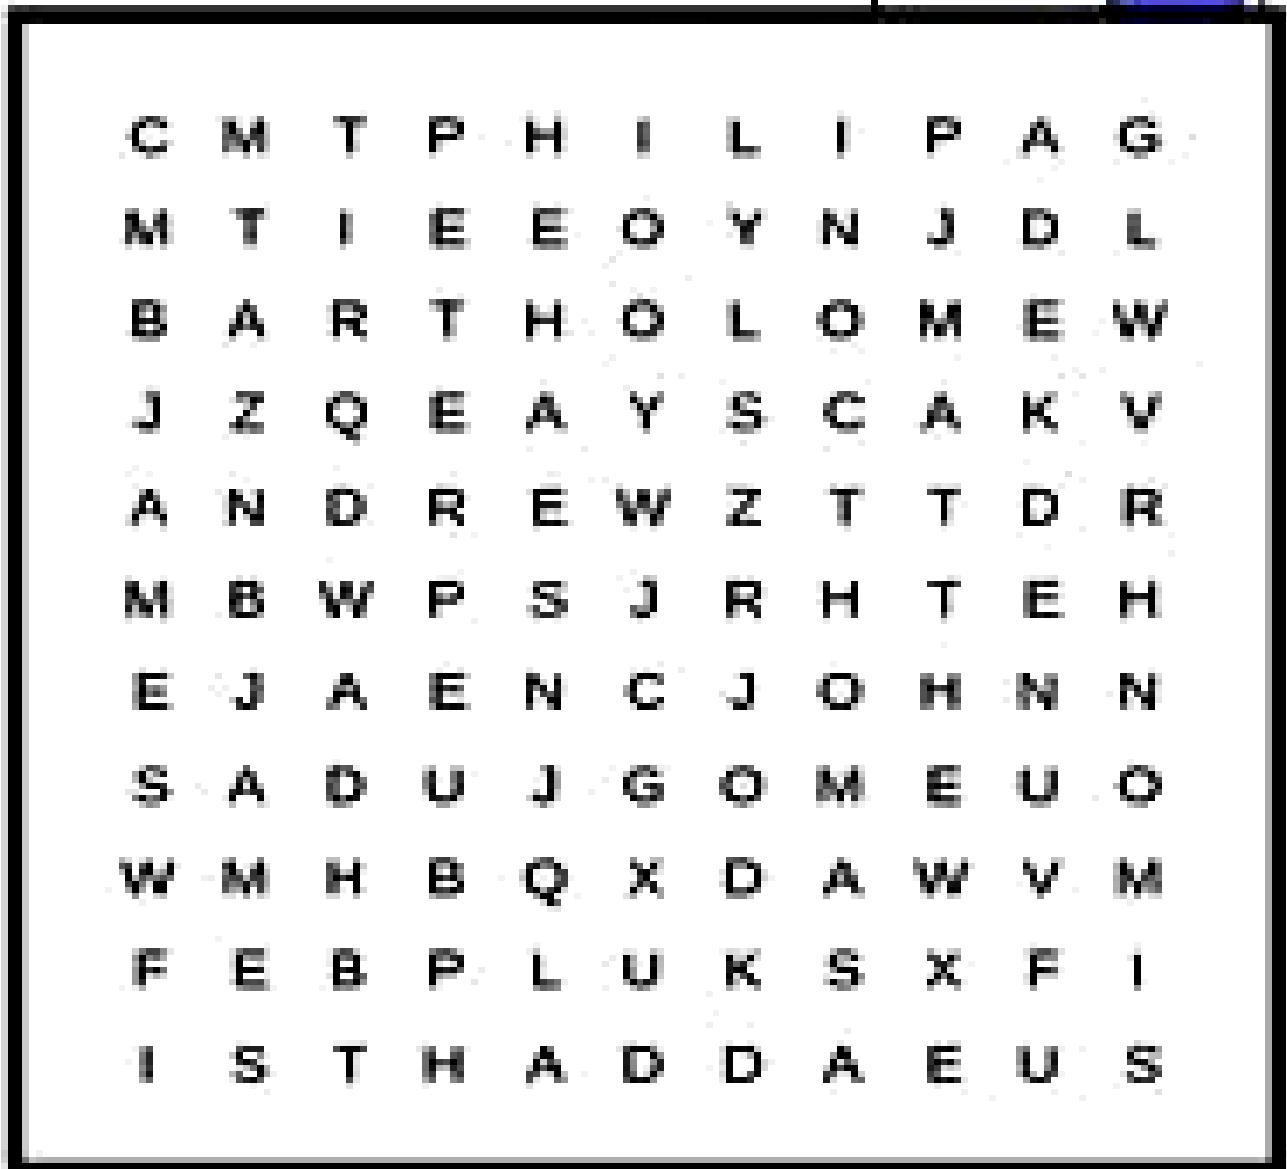 C M T P H I L I P A G
M T I E E O Y N J D L
B A R T H O L O M E W
J Z Q E A Y S C A K V
A N D R E W Z T T D R
M B W P S J R H T E H
E J A E N C J O H N N
S A D U J G O M E U O
W M H B Q X D A W V M
F E B P L U K S X F I
I S T H A D D A E U S